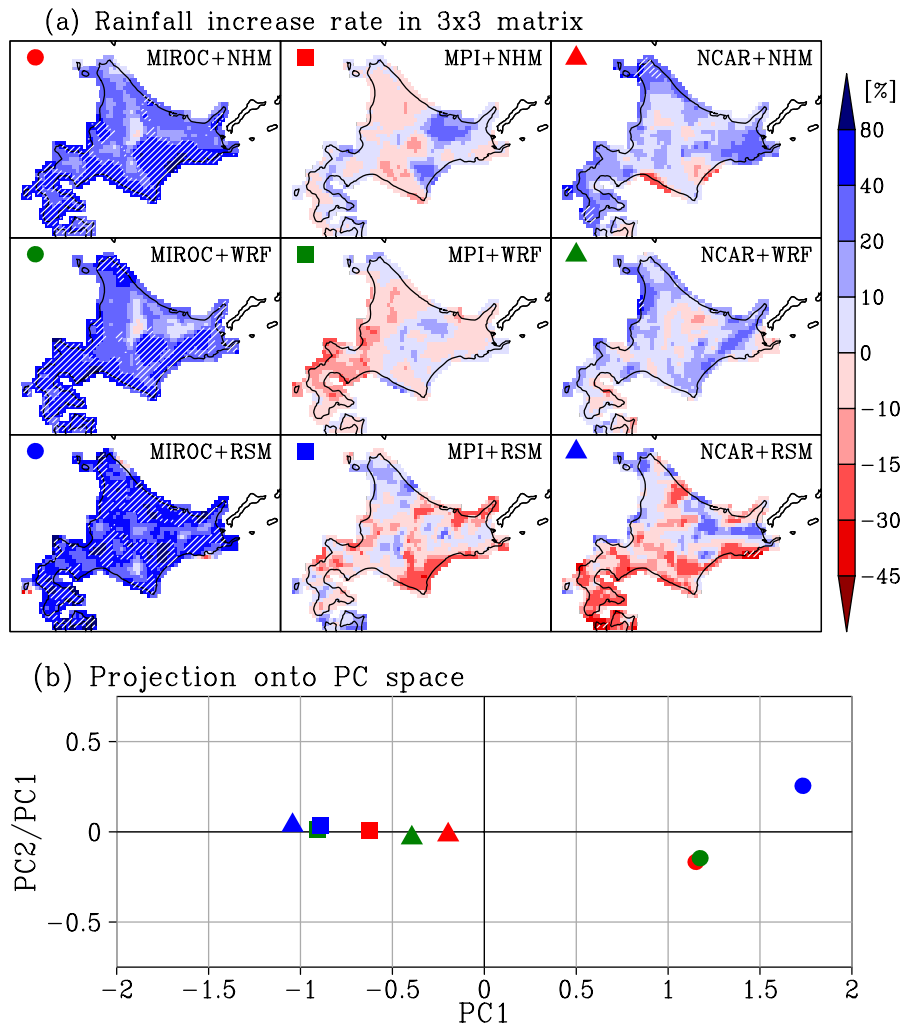 (a) Rainfall increase rate in 3x3 matrix
MIROC+NHM MPI+NHM NCAR+NHM
MIROC+WRF MPI+WRF NCAR+WRF
MIROC+RSM MPI+RSM NCAR+RSM
[%]
80
40
20
10
0
−10
−15
−30
−45
(b) Projection onto PC space
PC2/PC1
0.5
0
−0.5
−2 −1.5 −1 −0.5 0 0.5 1 1.5 2
PC1